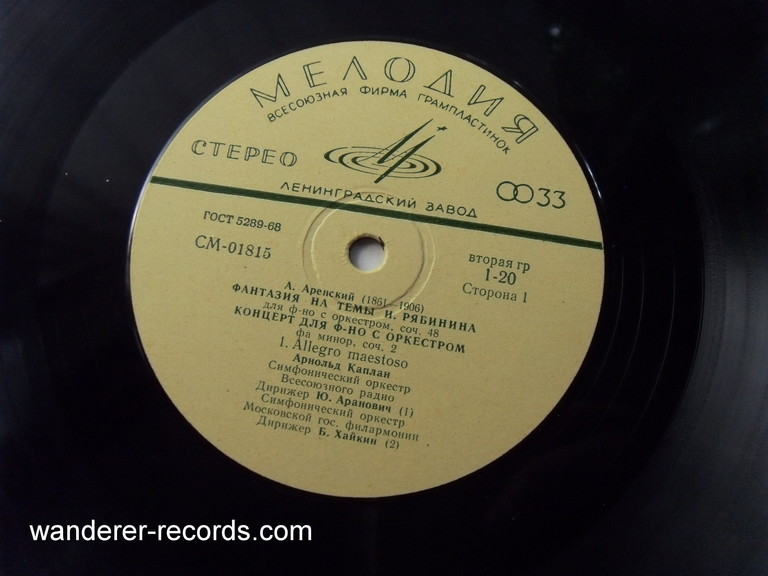 МЕЛОДИЯ
ВСЕСОЮЗНАЯ ФИРМА ГРАМПЛАСТИНОК
СТЕРЕО
33
ЛЕНИНГРАДСКИЙ ЗАВОД
ГОСТ 5289-68
СМ-01815
вторая гр
1-20
Сторона 1
А. Аренский (1861—1906)
ФАНТАЗИЯ НА ТЕМЫ И. РЯБИНИНА
для ф-но с оркестром, соч. 48
КОНЦЕРТ ДЛЯ Ф-НО С ОРКЕСТРОМ
фа минор, соч. 2
1. Allegro maestoso
Арнольд Каплан
Симфонический оркестр
Всесоюзного радио
Дирижер Ю. Аранович (1)
Симфонический оркестр
Московской гос. филармонии
Дирижер Б. Хайкин (2)
wanderer-records.com